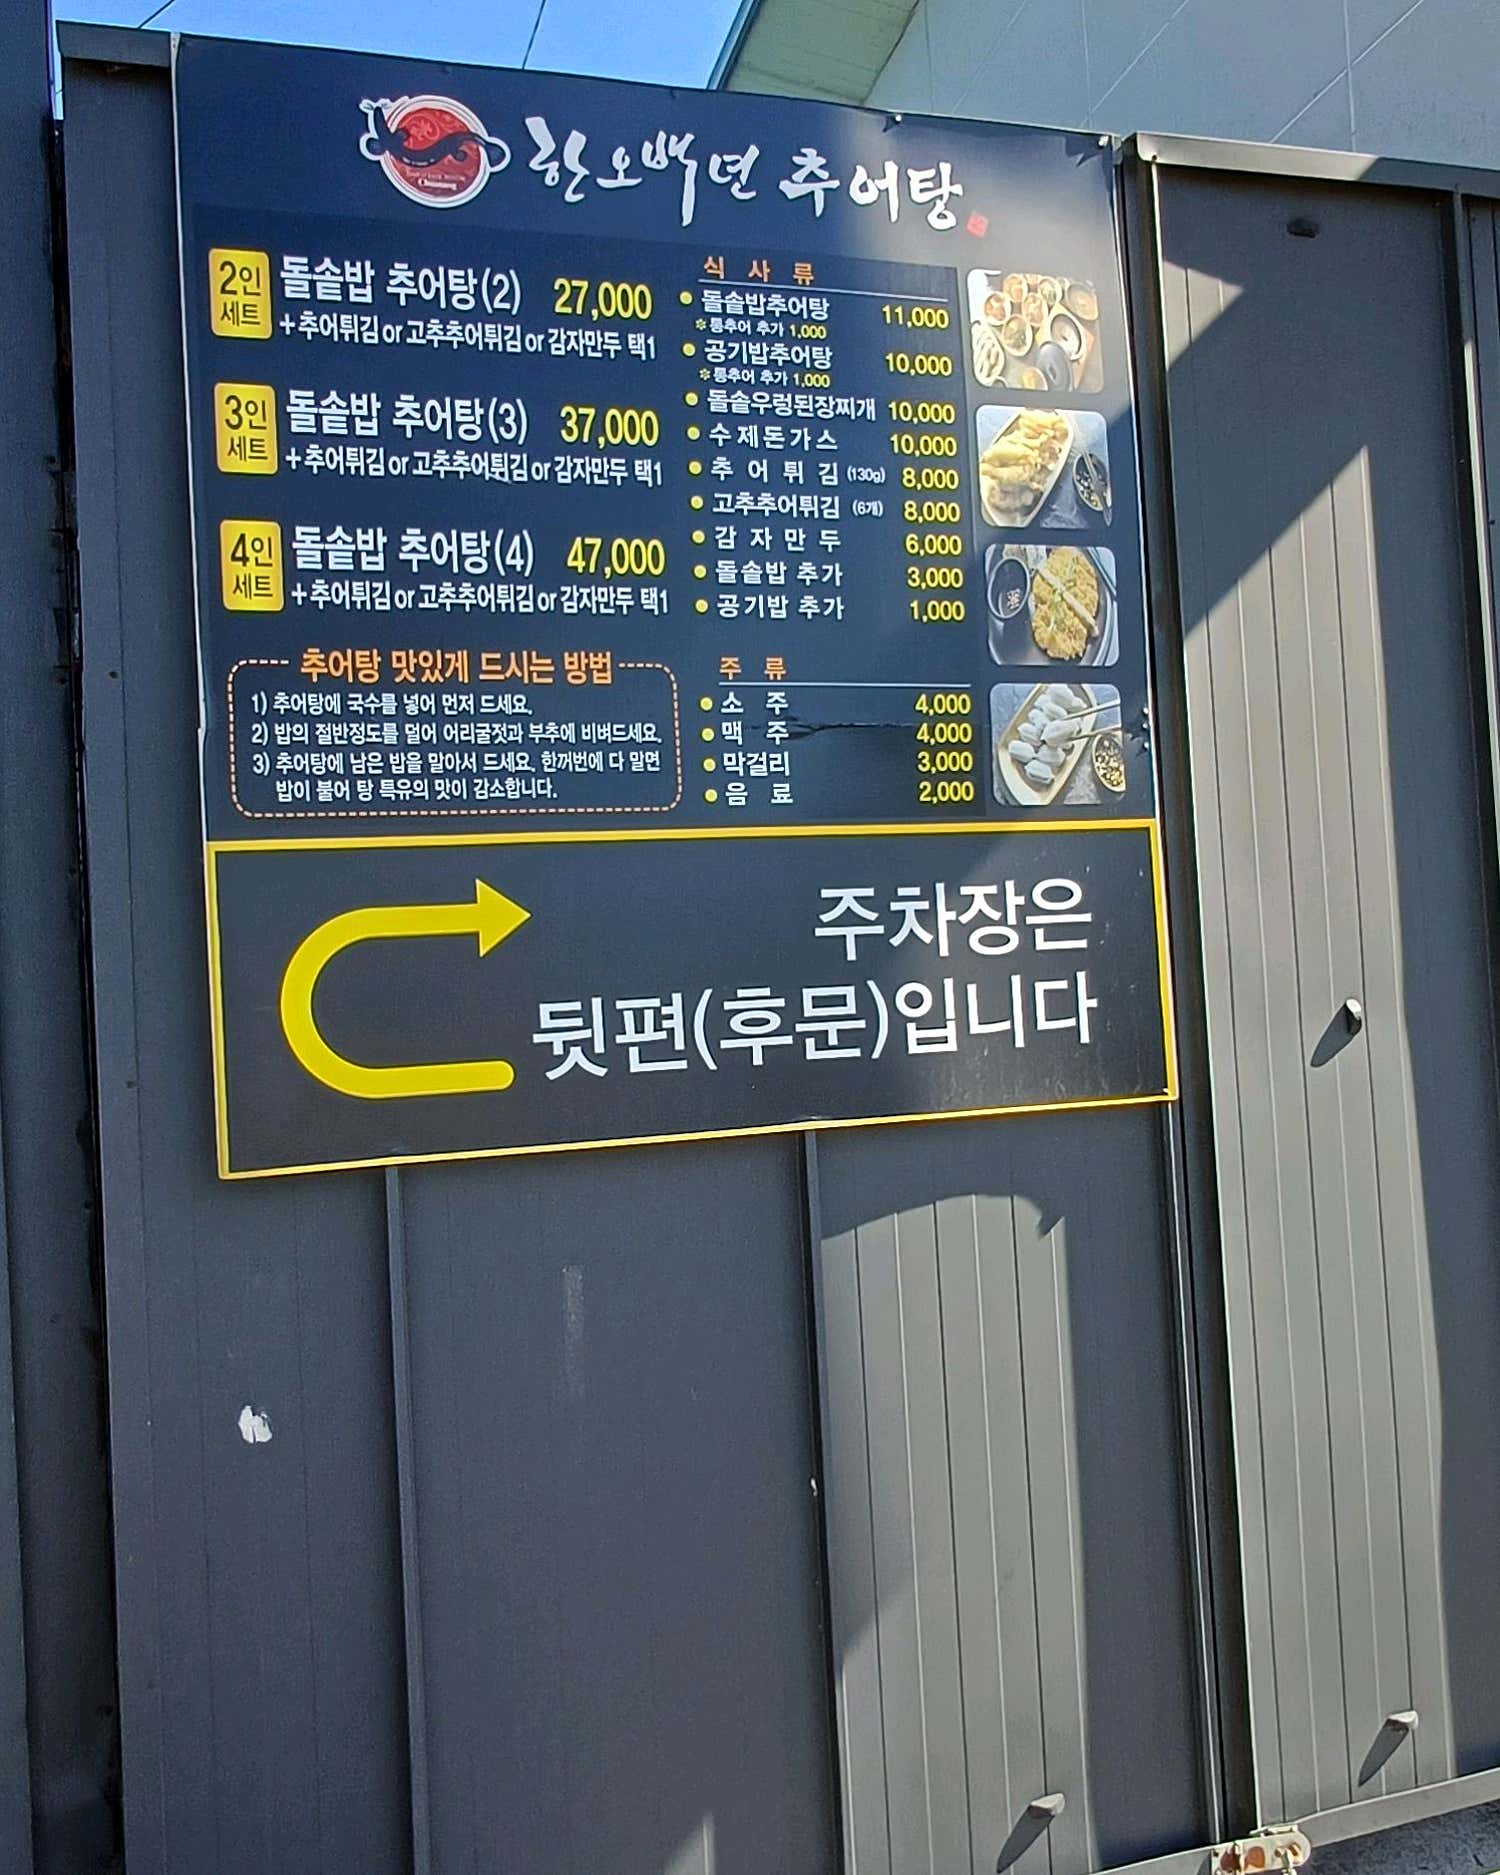 한오백년 추어탕
Chuotang
2인
세트
돌솥밥 추어탕(2) 27,000
+추어튀김or고추추어튀김or감자만두 택1
3인
세트
돌솥밥 추어탕(3) 37,000
+추어튀김or고추추어튀김or감자만두 택1
4인
세트
돌솥밥 추어탕(4) 47,000
+추어튀김or고추추어튀김or감자만두 택1
추어탕 맛있게 드시는 방법
1) 추어탕에 국수를 넣어 먼저 드세요.
2) 밥의 절반정도를 덜어 어리굴젓과 부추에 비벼드세요.
3) 추어탕에 남은 밥을 말아서 드세요. 한꺼번에 다 말면
밥이 불어 탕 특유의 맛이 감소합니다.
식 사 류
돌솥밥추어탕 11,000
※통추어 추가 1,000
공기밥추어탕 10,000
※통추어 추가 1,000
돌솥우렁된장찌개 10,000
수제돈가스 10,000
추어튀김 (130g) 8,000
고추추어튀김 (6개) 8,000
감자만두 6,000
돌솥밥 추가 3,000
공기밥 추가 1,000
주 류
소 주 4,000
맥 주 4,000
막걸리 3,000
음 료 2,000
주차장은
뒷편(후문)입니다